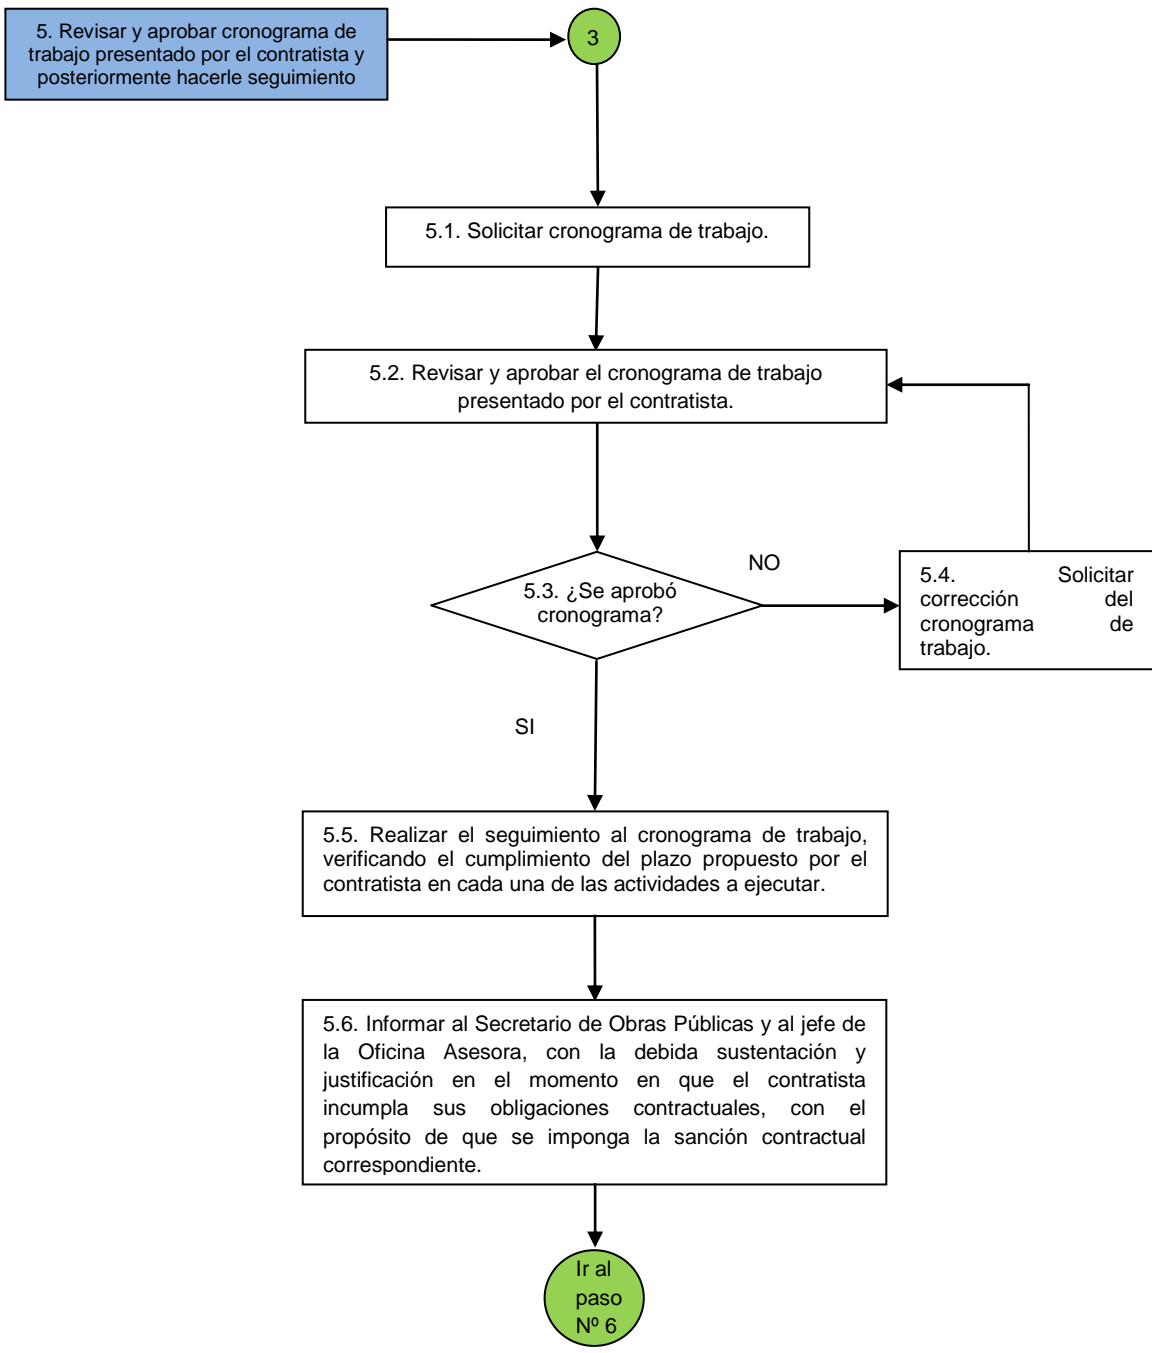 5. Revisar y aprobar cronograma de
trabajo presentado por el contratista y
posteriormente hacerle seguimiento
3
5.1. Solicitar cronograma de trabajo.
5.2. Revisar y aprobar el cronograma de trabajo
presentado por el contratista.
5.3. ¿Se aprobó
cronograma?
NO
5.4. Solicitar
corrección del
cronograma de
trabajo.
SI
5.5. Realizar el seguimiento al cronograma de trabajo,
verificando el cumplimiento del plazo propuesto por el
contratista en cada una de las actividades a ejecutar.
5.6. Informar al Secretario de Obras Públicas y al jefe de
la Oficina Asesora, con la debida sustentación y
justificación en el momento en que el contratista
incumpla sus obligaciones contractuales, con el
propósito de que se imponga la sanción contractual
correspondiente.
Ir al
paso
Nº 6